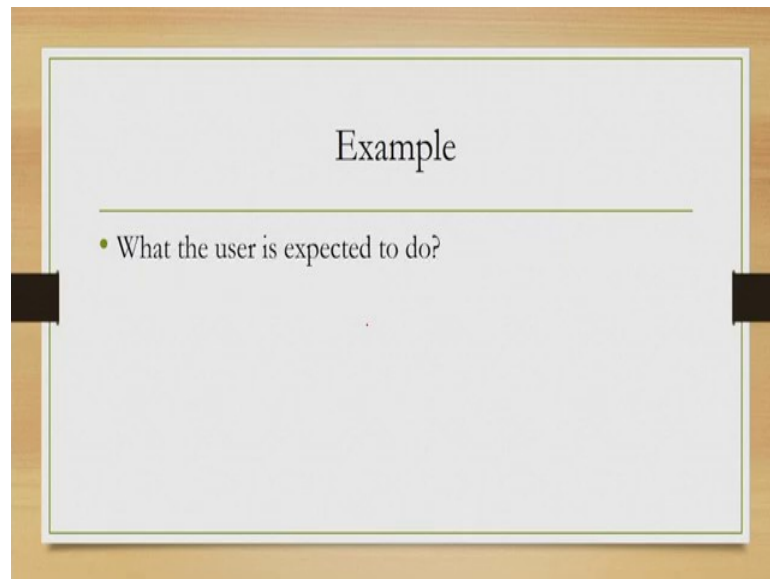 Example
• What the user is expected to do?